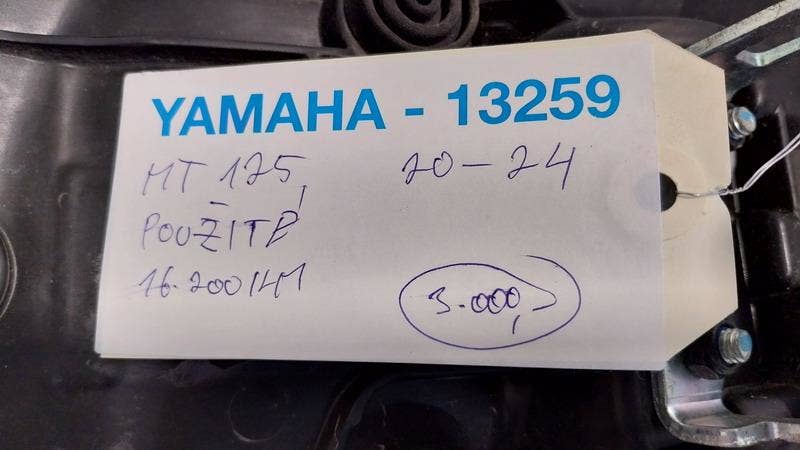 YAMAHA - 13259
MT 125, 20-24
POUŽITÉ
16.200 KM
3.000,-